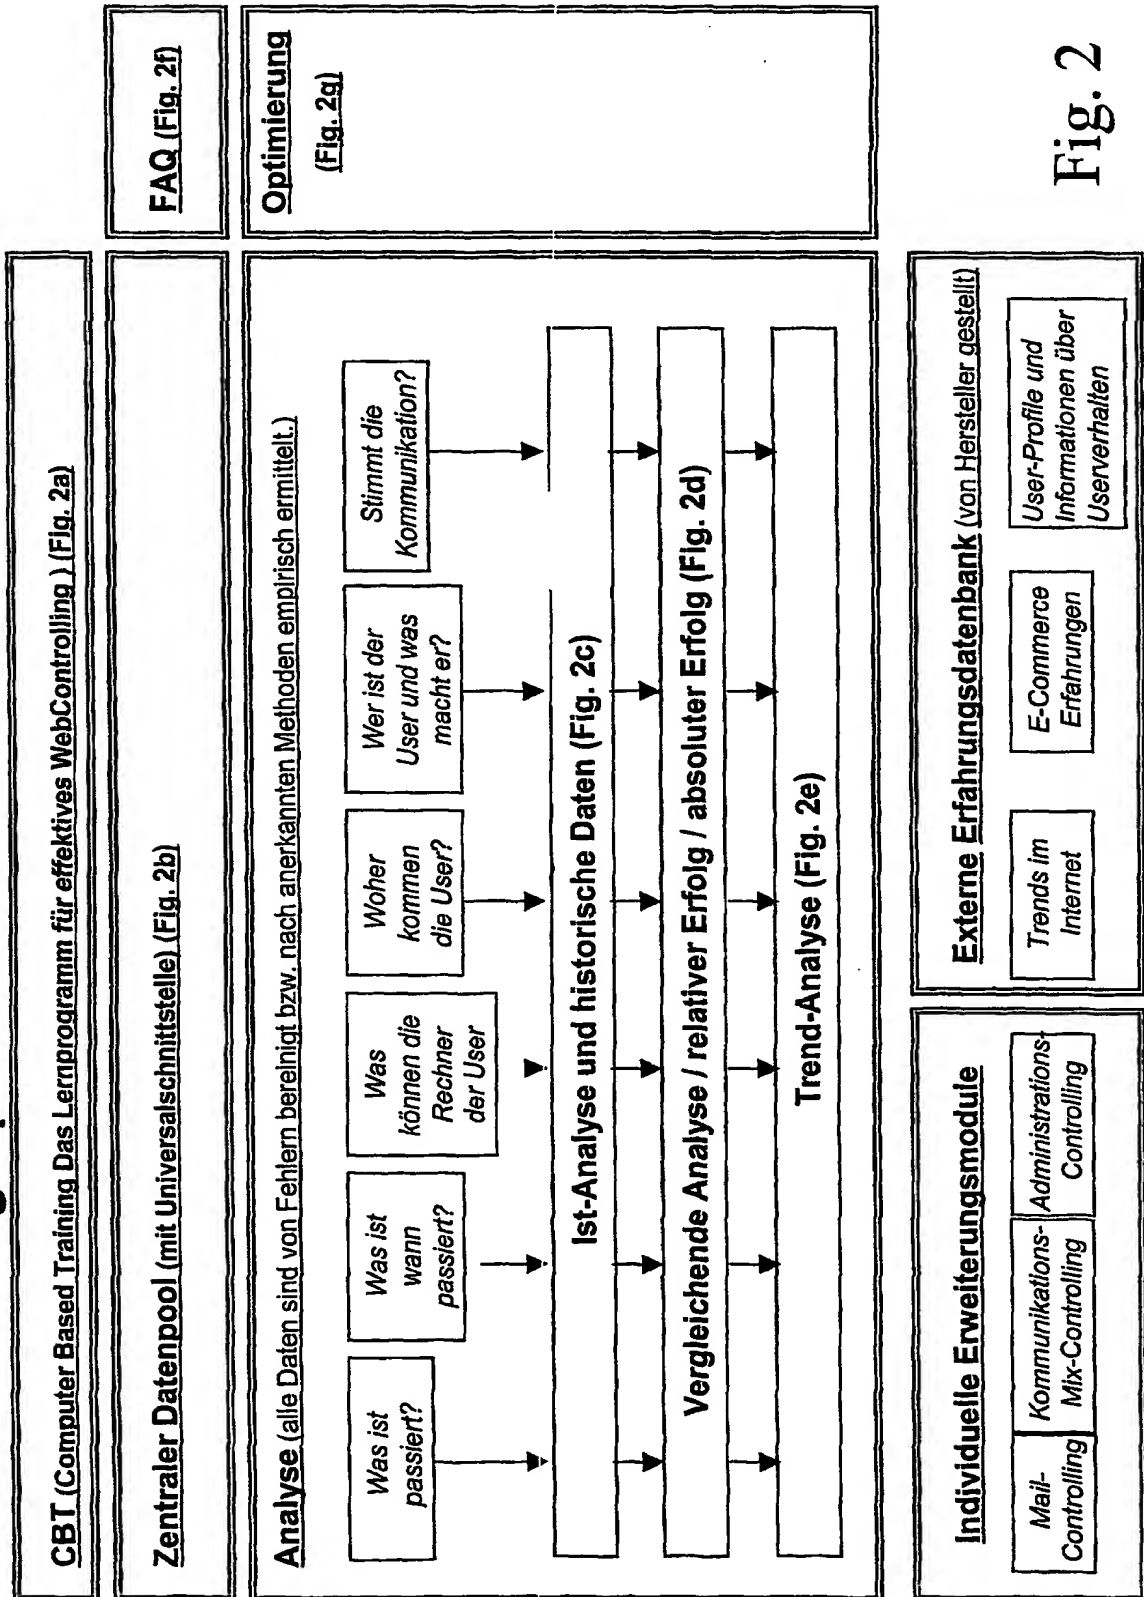 CBT (Computer Based Training Das Lernprogramm für effektives WebControlling ) (Fig. 2a)
Zentraler Datenpool (mit Universalschnittstelle) (Fig. 2b)
FAQ (Fig. 2f)
Analyse (alle Daten sind von Fehlern bereinigt bzw. nach anerkannten Methoden empirisch ermittelt.)
Was ist
passiert?
Was ist
wann
passiert?
Was
können die
Rechner
der User
Woher
kommen
die User?
Wer ist der
User und was
macht er?
Stimmt die
Kommunikation?
Ist-Analyse und historische Daten (Fig. 2c)
Vergleichende Analyse / relativer Erfolg / absoluter Erfolg (Fig. 2d)
Trend-Analyse (Fig. 2e)
Optimierung
(Fig. 2g)
Individuelle Erweiterungsmodule
Mail-
Controlling
Kommunikations-
Mix-Controlling
Administrations-
Controlling
Externe Erfahrungsdatenbank (von Hersteller gestellt)
Trends im
Internet
E-Commerce
Erfahrungen
User-Profile und
Informationen über
Userverhalten
Fig. 2